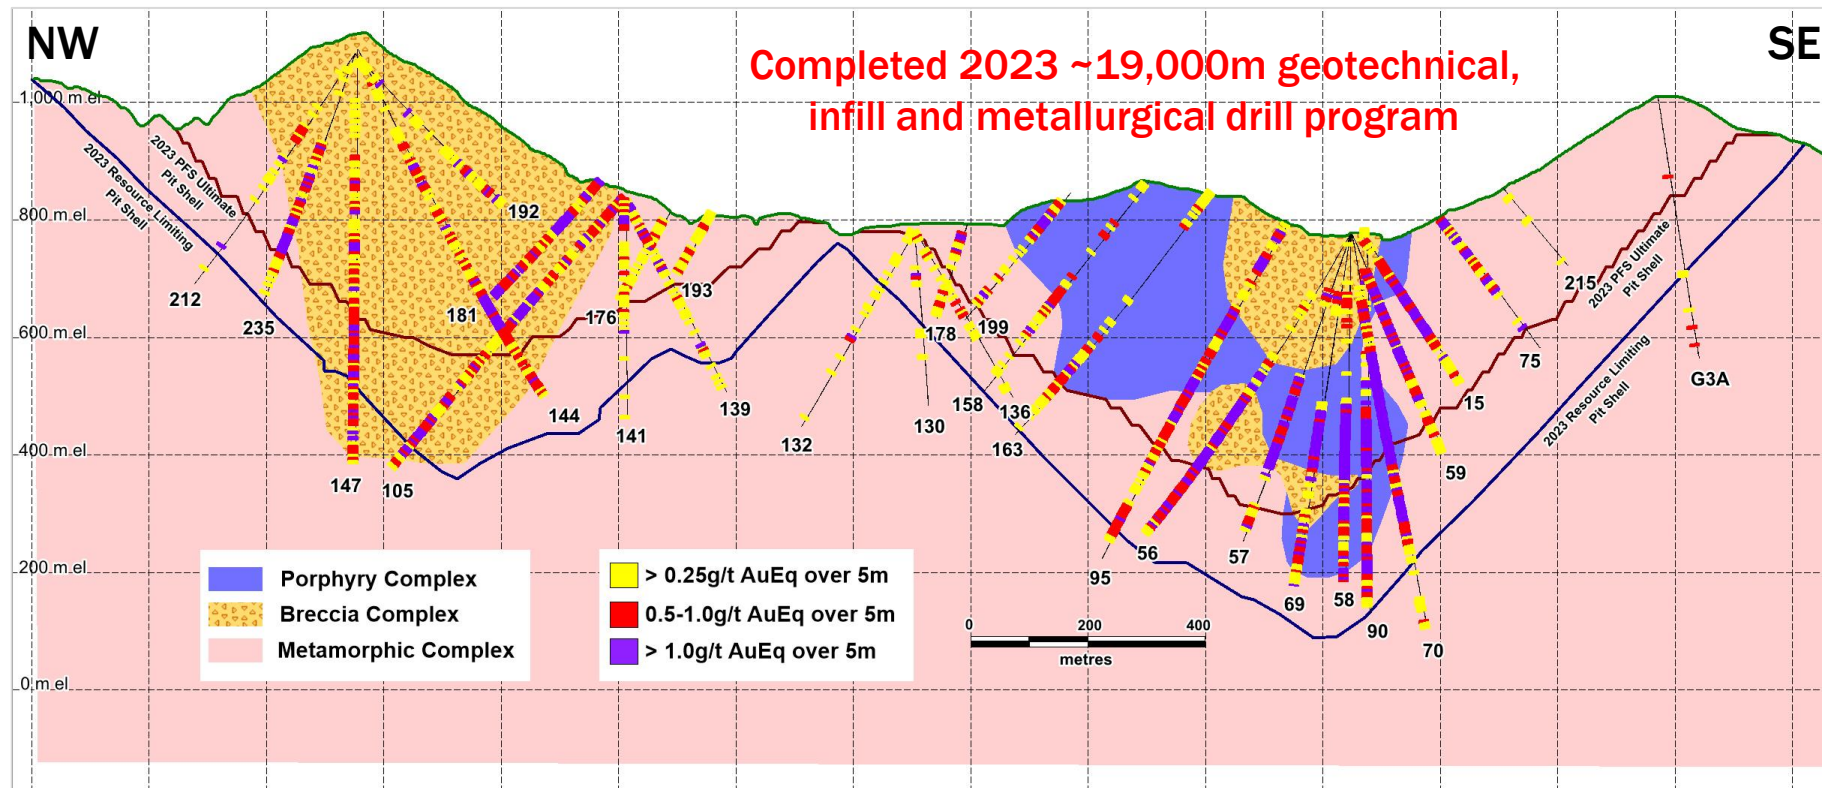 NW
SE
Completed 2023 ~19,000m geotechnical,
infill and metallurgical drill program
1000 m el
800 m el
600 m el
400 m el
200 m el
0 m el
2023 PFS Ultimate
Pit Shell
2023 Resource Limiting
Pit Shell
2023 PFS Ultimate
Pit Shell
2023 Resource Limiting
Pit Shell
212
235
147
105
181
192
144
176
141
193
139
132
130
178
199
158
136
163
95
56
57
69
58
90
70
59
15
75
215
G3A
Porphyry Complex
Breccia Complex
Metamorphic Complex
> 0.25g/t AuEq over 5m
0.5-1.0g/t AuEq over 5m
> 1.0g/t AuEq over 5m
0 200 400
metres